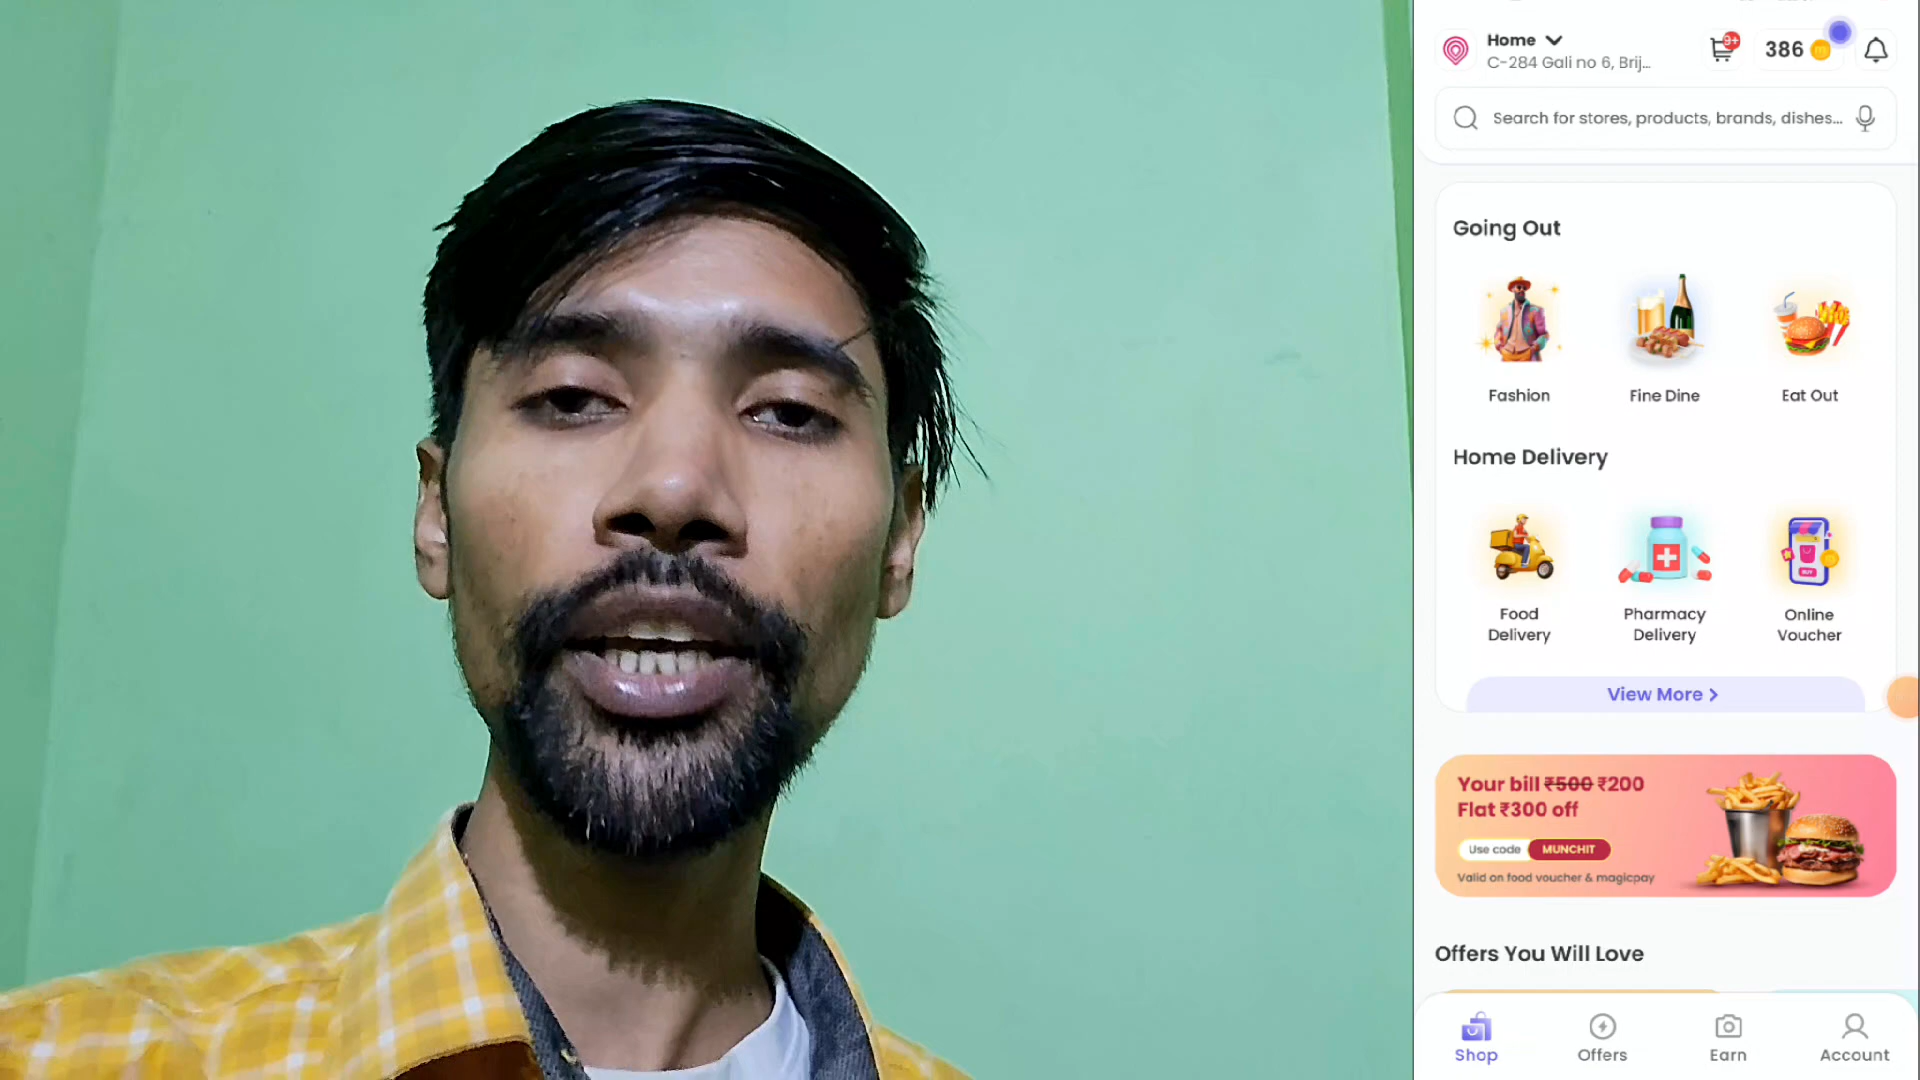 Home
C-284 Gali no 6, Brij...
9+
386
Search for stores, products, brands, dishes...
Going Out
Fashion
Fine Dine
Eat Out
Home Delivery
Food
Delivery
Pharmacy
Delivery
Online
Voucher
View More >
Your bill ₹500 ₹200
Flat ₹300 off
Use code MUNCHIT
Valid on food voucher & magicpay
Offers You Will Love
Shop
Offers
Earn
Account